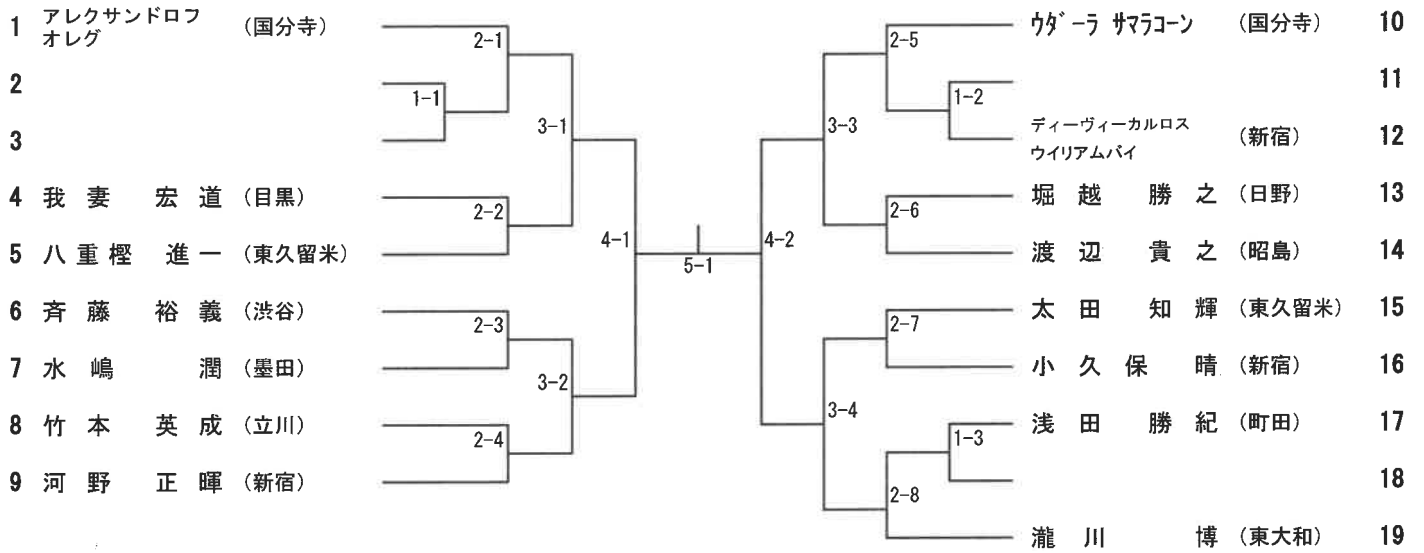 1 アレクサンドロフ オレグ (国分寺)
2
3
4 我妻 宏道 (目黒)
5 八重樫 進一 (東久留米)
6 斉藤 裕義 (渋谷)
7 水嶋 潤 (墨田)
8 竹本 英成 (立川)
9 河野 正暉 (新宿)
2-1
1-1
3-1
2-2
4-1
2-3
3-2
2-4
5-1
2-5
1-2
3-3
2-6
4-2
2-7
3-4
1-3
2-8
ウダーラ サマラコーン (国分寺) 10
11
ディーヴィーカルロス
ウイリアムバイ (新宿) 12
堀越 勝之 (日野) 13
渡辺 貴之 (昭島) 14
太田 知輝 (東久留米) 15
小久保 晴 (新宿) 16
浅田 勝紀 (町田) 17
18
瀧川 博 (東大和) 19